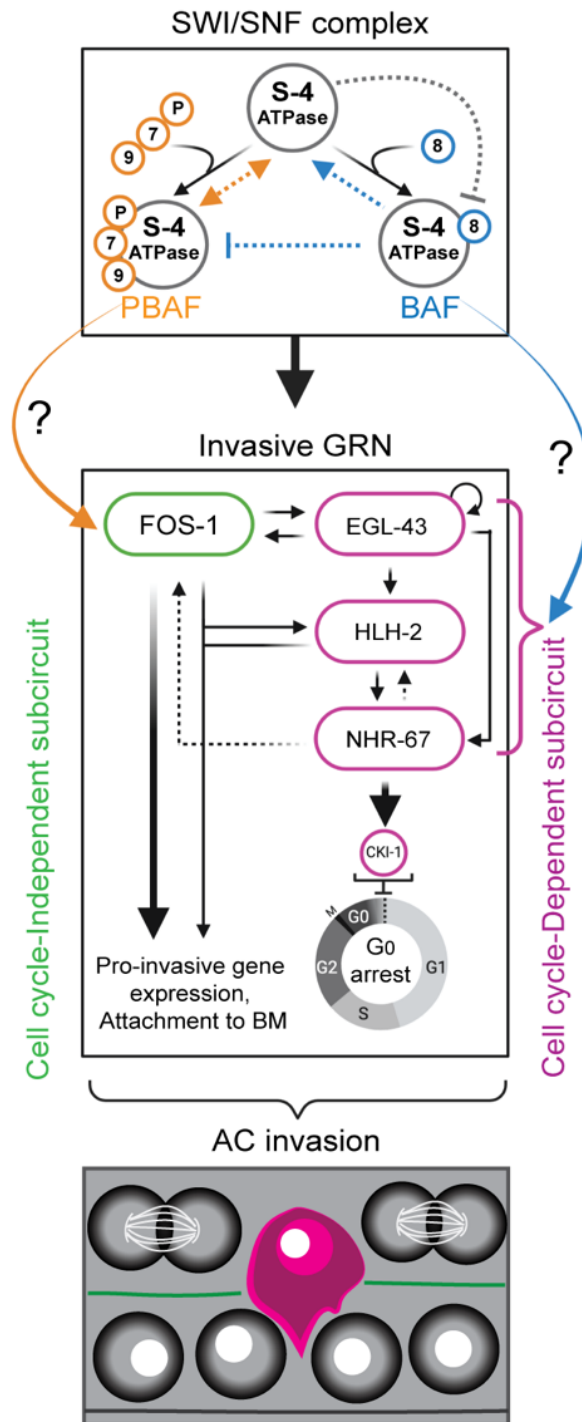 SWI/SNF complex
S-4
ATPase
P
7
9
8
P
7
9
S-4
ATPase
S-4
ATPase
8
PBAF
BAF
?
?
Invasive GRN
FOS-1
EGL-43
HLH-2
NHR-67
CKI-1
M
G0
G2
G1
S
G0
arrest
Pro-invasive gene
expression,
Attachment to BM
Cell cycle-Independent subcircuit
Cell cycle-Dependent subcircuit
AC invasion